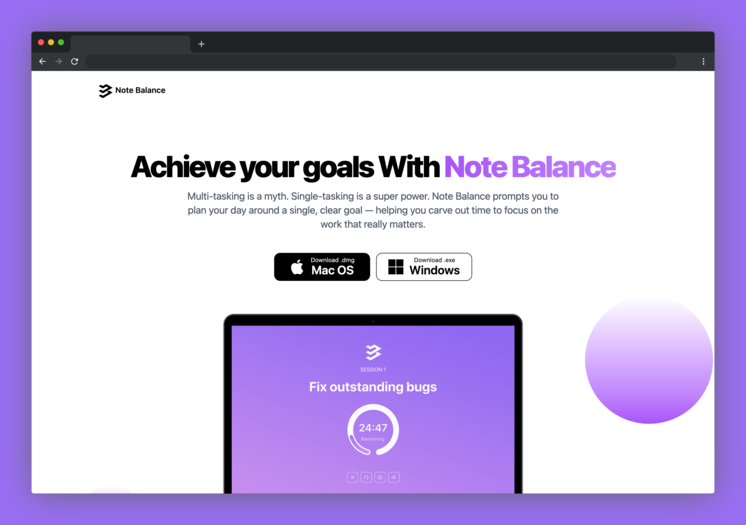 Note Balance
Achieve your goals With Note Balance
Multi-tasking is a myth. Single-tasking is a super power. Note Balance prompts you to
plan your day around a single, clear goal — helping you carve out time to focus on the
work that really matters.
Download .dmg
Mac OS
Download .exe
Windows
SESSION 1
Fix outstanding bugs
24:47
Remaining